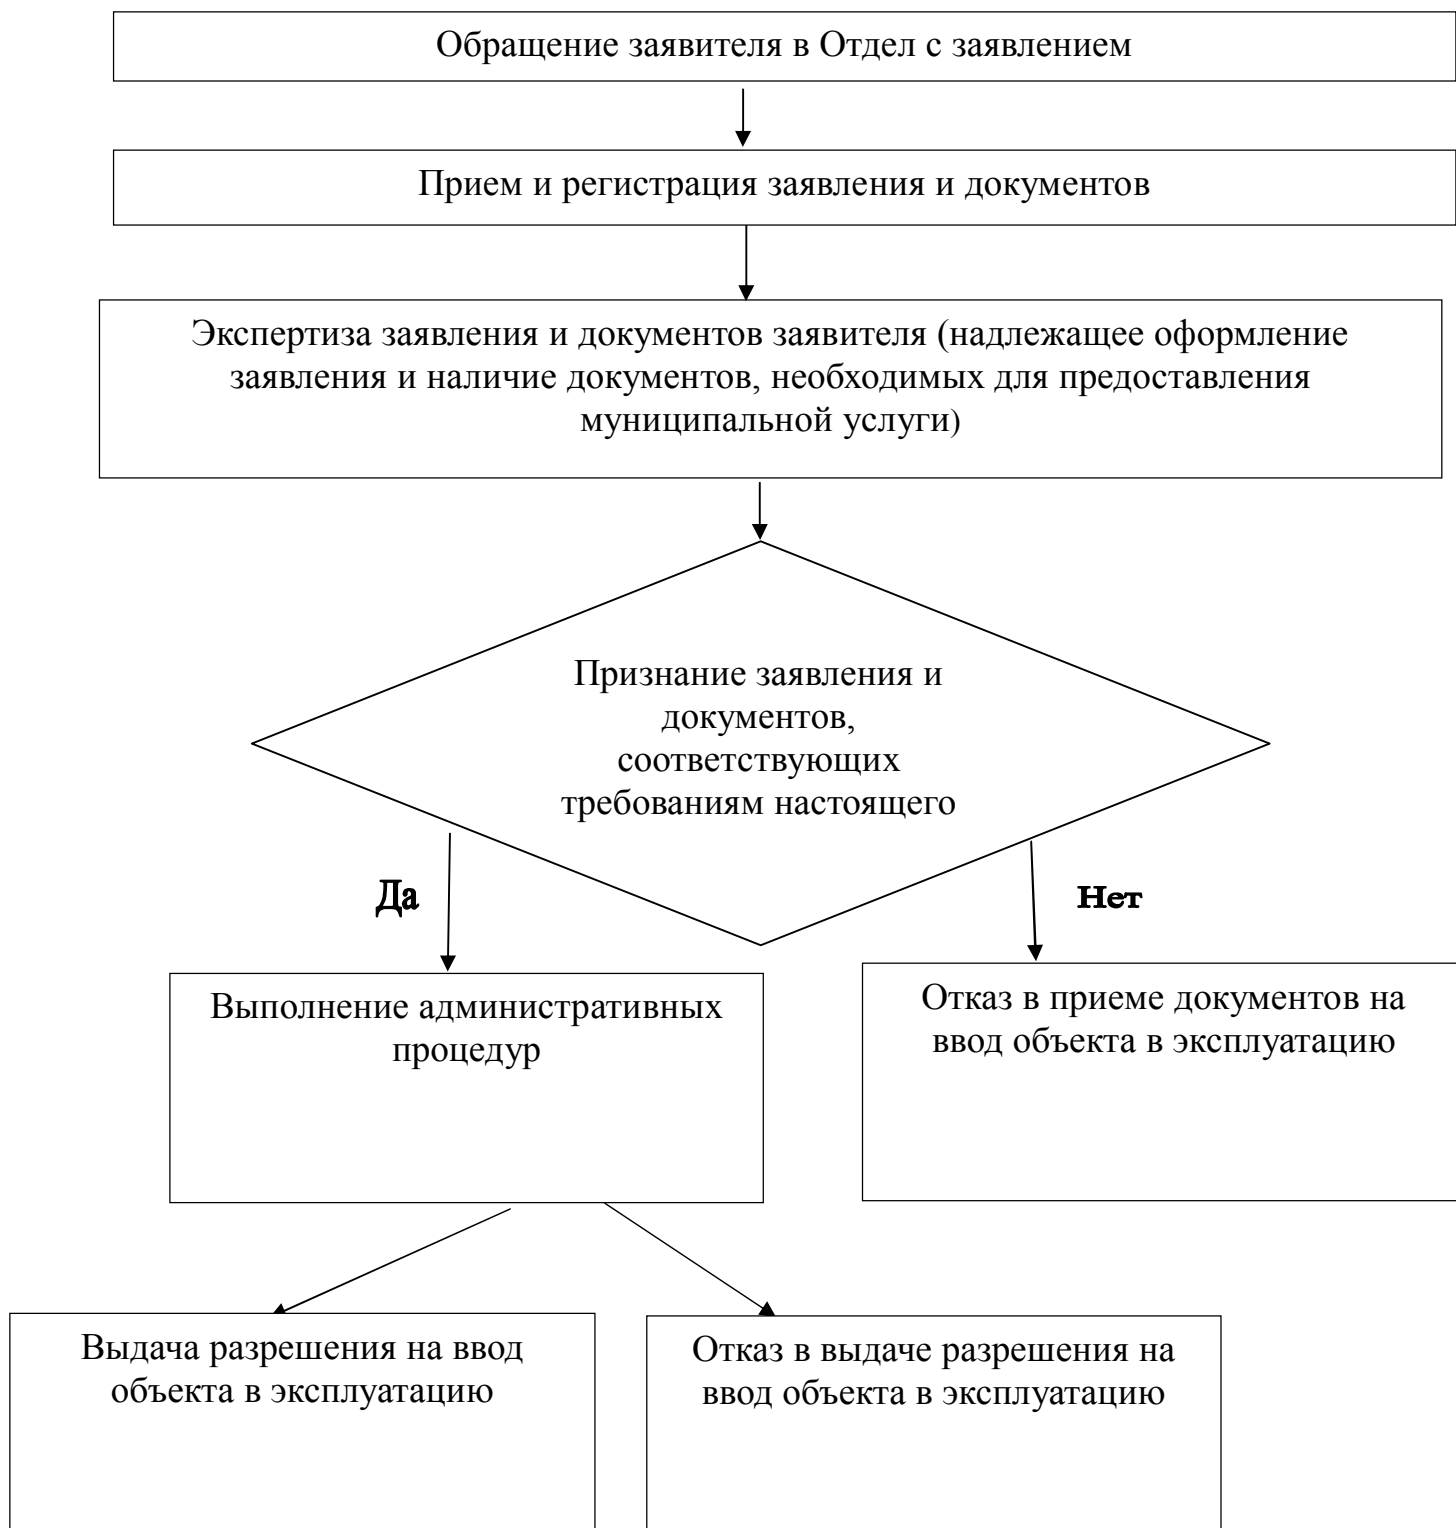 Обращение заявителя в Отдел с заявлением
Прием и регистрация заявления и документов
Экспертиза заявления и документов заявителя (надлежащее оформление
заявления и наличие документов, необходимых для предоставления
муниципальной услуги)
Признание заявления и
документов,
соответствующих
требованиям настоящего
Да
Нет
Выполнение административных
процедур
Отказ в приеме документов на
ввод объекта в эксплуатацию
Выдача разрешения на ввод
объекта в эксплуатацию
Отказ в выдаче разрешения на
ввод объекта в эксплуатацию